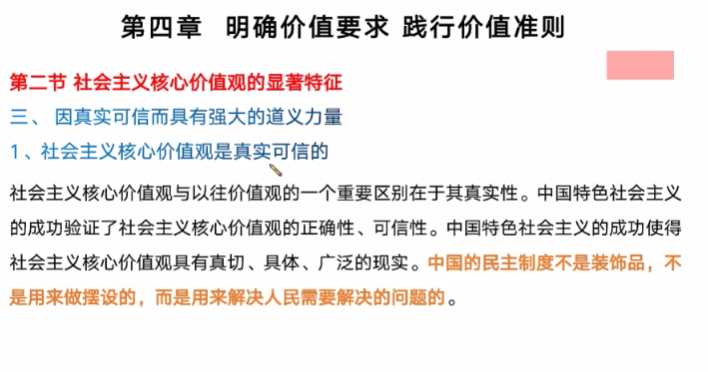 第四章 明确价值要求 践行价值准则
第二节 社会主义核心价值观的显著特征
三、 因真实可信而具有强大的道义力量
1、社会主义核心价值观是真实可信的
社会主义核心价值观与以往价值观的一个重要区别在于其真实性。中国特色社会主义
的成功验证了社会主义核心价值观的正确性、可信性。中国特色社会主义的成功使得
社会主义核心价值观具有真切、具体、广泛的现实。中国的民主制度不是装饰品，不
是用来做摆设的，而是用来解决人民需要解决的问题的。